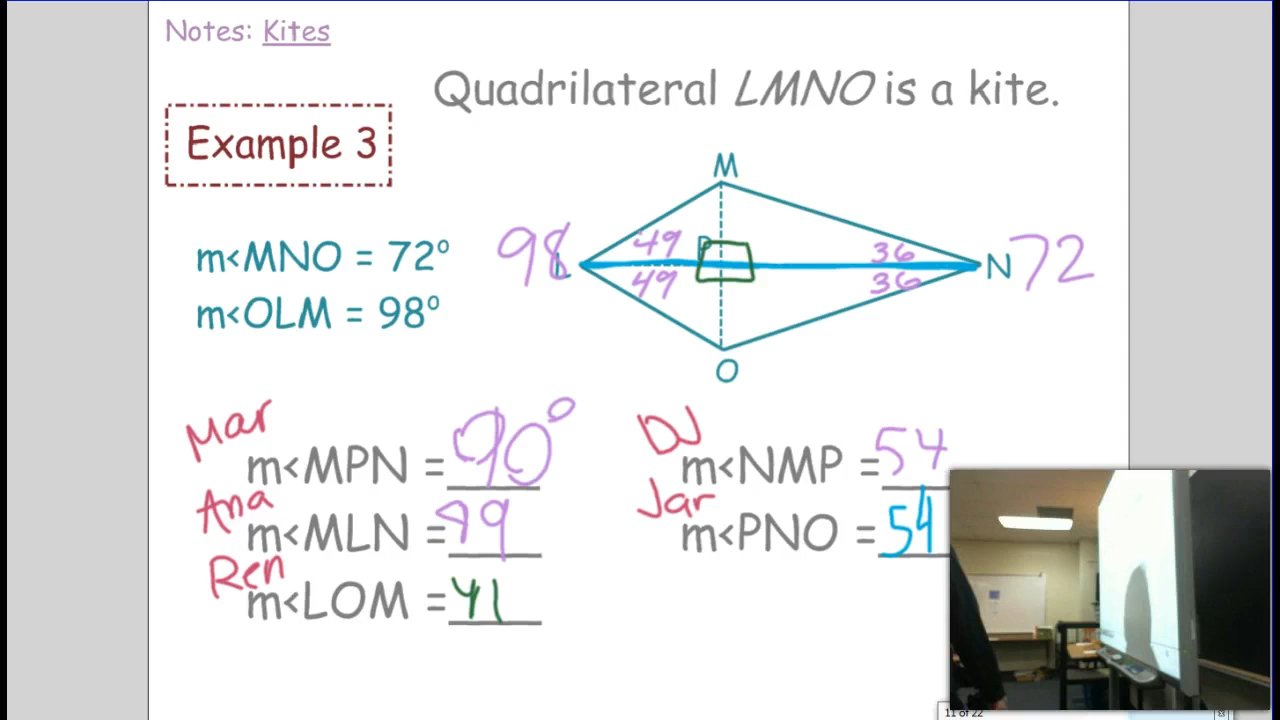 Notes: Kites
Quadrilateral LMNO is a kite.
Example 3
M
m<MNO = 72°
m<OLM = 98°
98
L
49
49
P
36
36
N
72
O
Mar
m<MPN = 90°
DJ
m<NMP = 54
Ana
m<MLN = 49
Jar
m<PNO = 54
Ren
m<LOM = 41
11 of 22